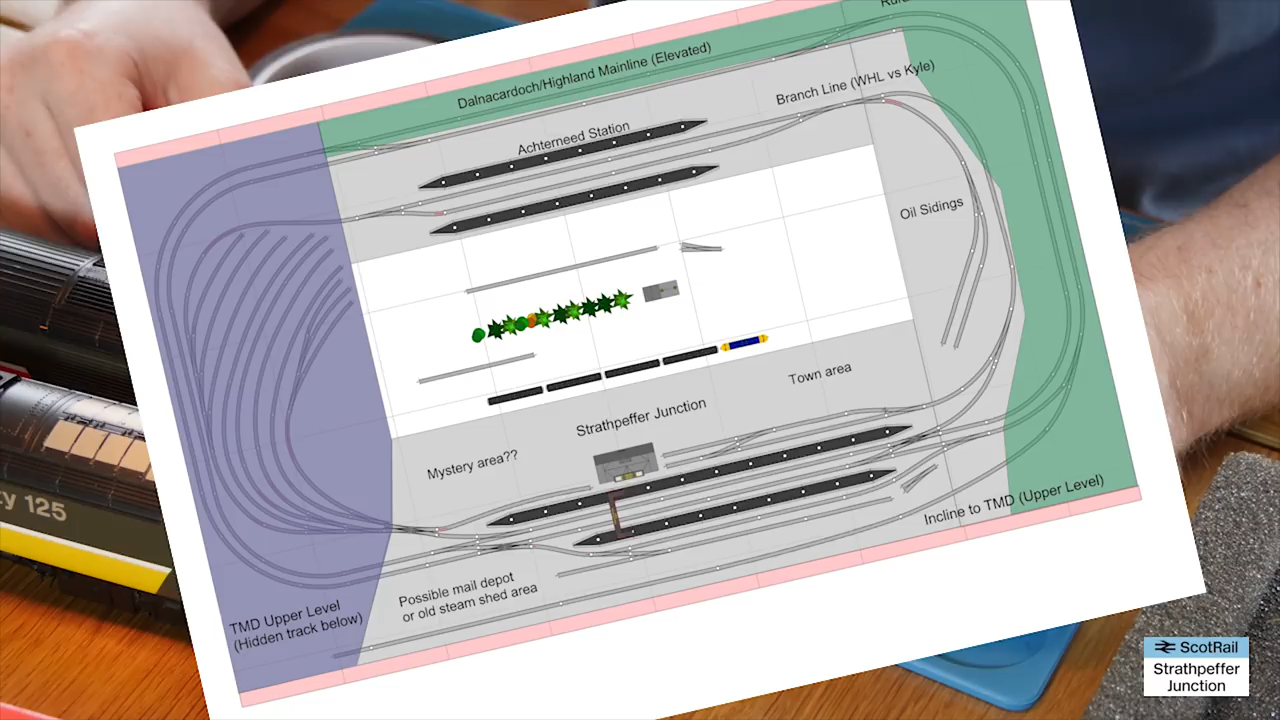 Dalnacardoch/Highland Mainline (Elevated)
Branch Line (WHL vs Kyle)
Achterneed Station
Oil Sidings
Town area
Strathpeffer Junction
Mystery area??
Incline to TMD (Upper Level)
Possible mail depot
or old steam shed area
TMD Upper Level
(Hidden track below)
ty 125
ScotRail
Strathpeffer
Junction